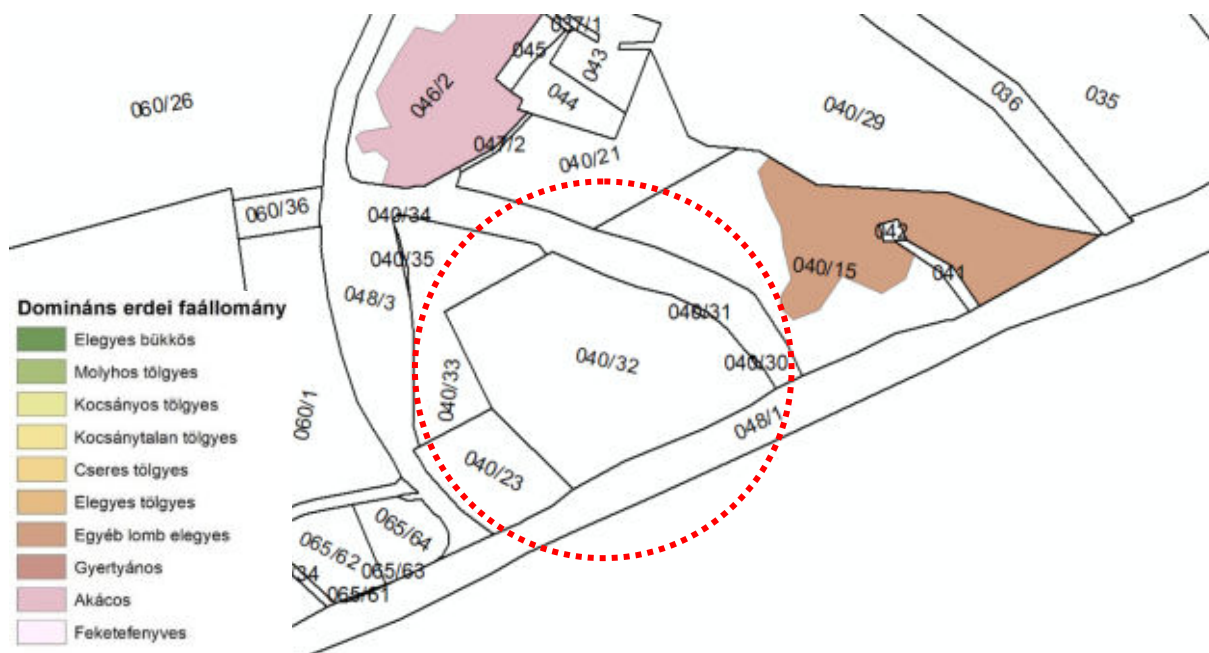 037/1
045
043
046/2
044
060/26
036
035
040/29
047/2
040/21
060/36
040/34
042
040/35
040/15
041
048/3
Domináns erdei faállomány
Elegyes bükkös
Molyhos tölgyes
Kocsányos tölgyes
Kocsánytalan tölgyes
Cseres tölgyes
Elegyes tölgyes
Egyéb lomb elegyes
Gyertyános
Akácos
Feketefenyves
040/31
040/32
040/30
040/33
060/1
048/1
040/23
065/64
065/62
065/63
34
065/61